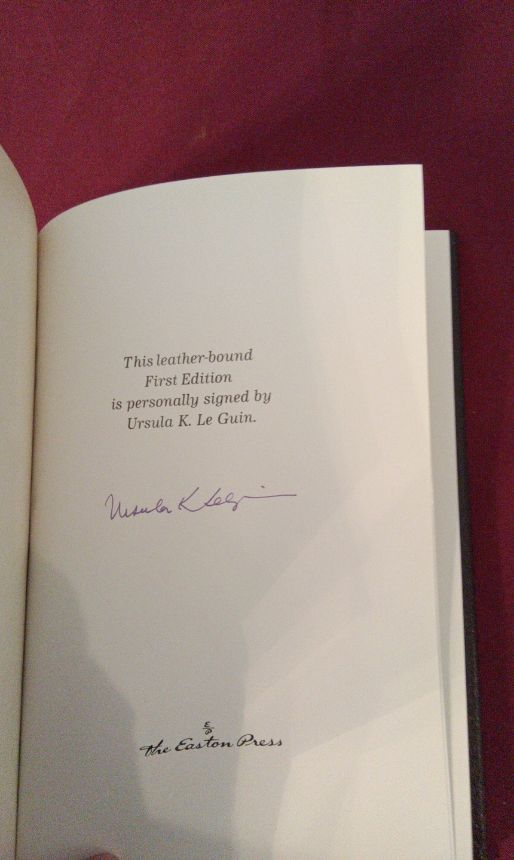 This leather-bound
First Edition
is personally signed by
Ursula K. Le Guin.
Ursula K Le Guin
The Easton Press